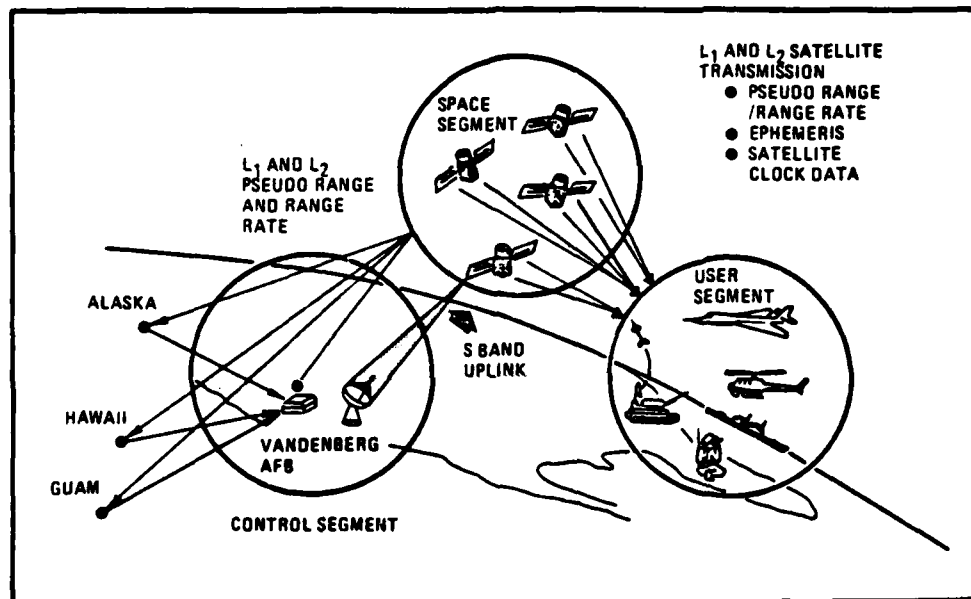 L1 AND L2 SATELLITE
TRANSMISSION
● PSEUDO RANGE
/RANGE RATE
● EPHEMERIS
● SATELLITE
CLOCK DATA
SPACE
SEGMENT
L1 AND L2
PSEUDO RANGE
AND RANGE
RATE
USER
SEGMENT
ALASKA
S BAND
UPLINK
HAWAII
VANDENBERG
AFB
GUAM
CONTROL SEGMENT